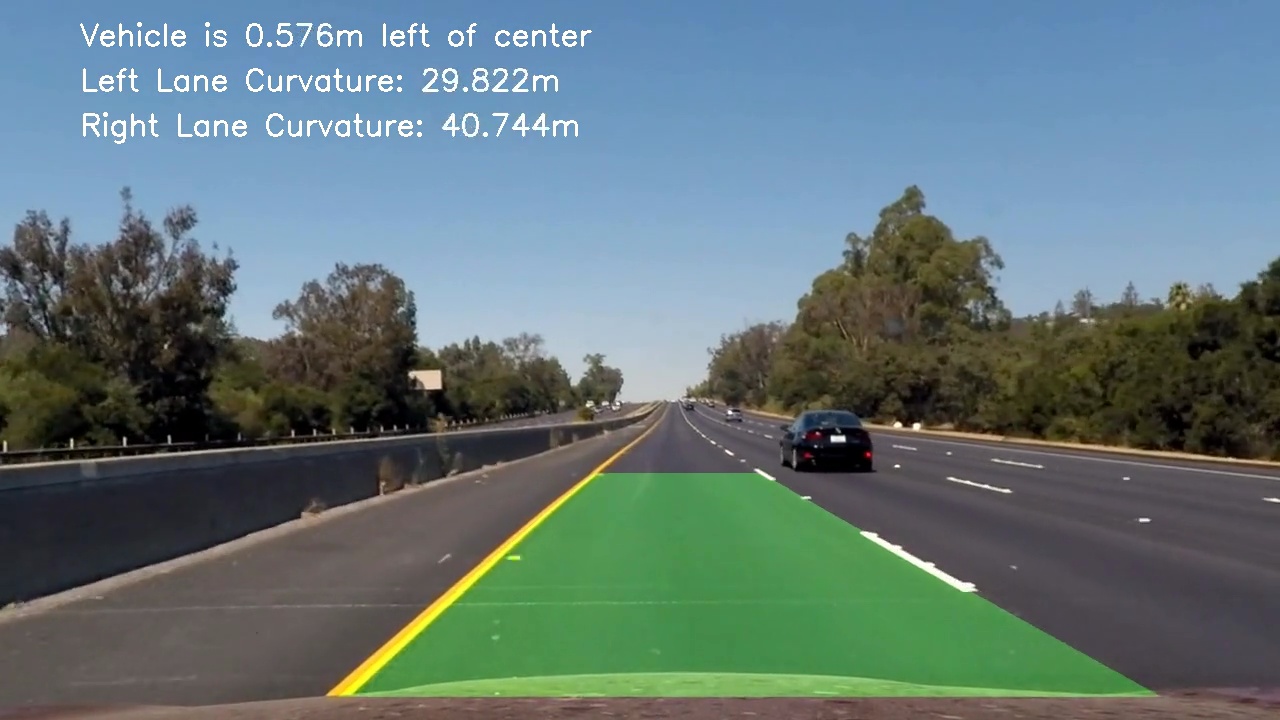 Vehicle is 0.576m left of center
Left Lane Curvature: 29.822m
Right Lane Curvature: 40.744m